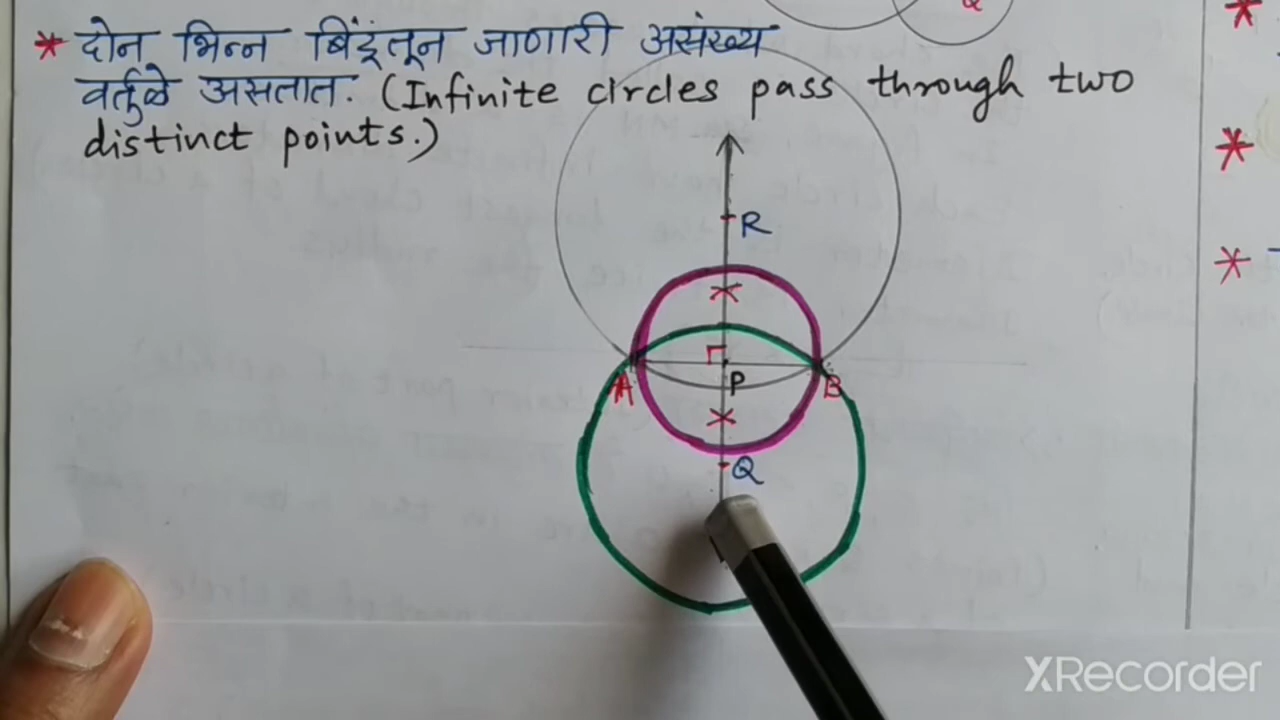 * दोन भिन्न बिंदूंतून जाणारी असंख्य
वर्तुळे असतात. (Infinite circles pass through two
distinct points.)
R
A
P
B
Q
XRecorder